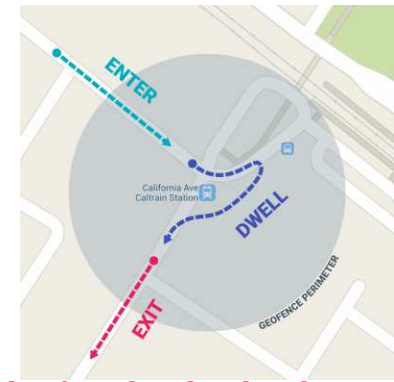 ENTER
California Ave
Caltrain Station
DWELL
EXIT
GEOFENCE PERIMETER